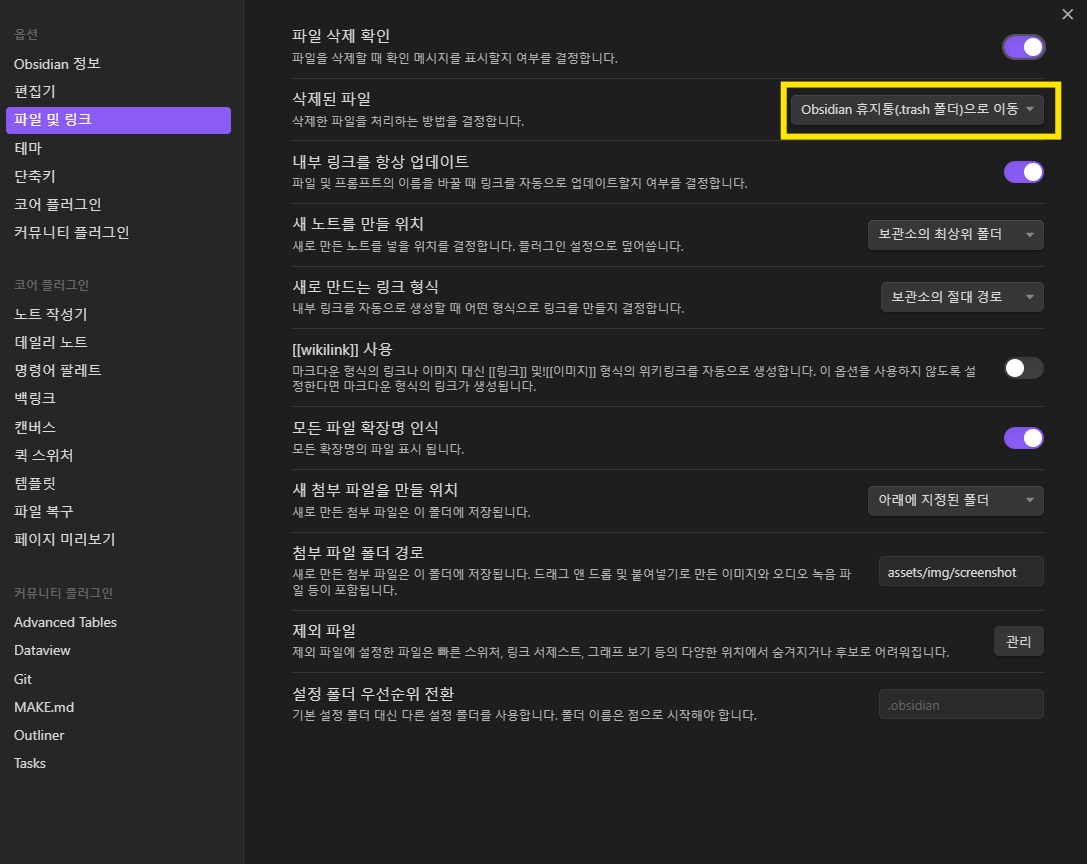 옵션
Obsidian 정보
편집기
파일 및 링크
테마
단축키
코어 플러그인
커뮤니티 플러그인
코어 플러그인
노트 작성기
데일리 노트
명령어 팔레트
백링크
캔버스
퀵 스위처
템플릿
파일 복구
페이지 미리보기
커뮤니티 플러그인
Advanced Tables
Dataview
Git
MAKE.md
Outliner
Tasks
파일 삭제 확인
파일을 삭제할 때 확인 메시지를 표시할지 여부를 결정합니다.
삭제된 파일
삭제한 파일을 처리하는 방법을 결정합니다.
Obsidian 휴지통(.trash 폴더)으로 이동
내부 링크를 항상 업데이트
파일 및 프롬프트의 이름을 바꿀 때 링크를 자동으로 업데이트할지 여부를 결정합니다.
새 노트를 만들 위치
새로 만든 노트를 넣을 위치를 결정합니다. 플러그인 설정으로 덮어씁니다.
보관소의 최상위 폴더
새로 만드는 링크 형식
내부 링크를 자동으로 생성할 때 어떤 형식으로 링크를 만들지 결정합니다.
보관소의 절대 경로
[[wikilink]] 사용
마크다운 형식의 링크나 이미지 대신 [[링크]] 및![[이미지]] 형식의 위키링크를 자동으로 생성합니다. 이 옵션을 사용하지 않도록 설
정한다면 마크다운 형식의 링크가 생성됩니다.
모든 파일 확장명 인식
모든 확장명의 파일 표시 됩니다.
새 첨부 파일을 만들 위치
새로 만든 첨부 파일은 이 폴더에 저장됩니다.
아래에 지정된 폴더
첨부 파일 폴더 경로
새로 만든 첨부 파일은 이 폴더에 저장됩니다. 드래그 앤 드롭 및 붙여넣기로 만든 이미지와 오디오 녹음 파
일 등이 포함됩니다.
assets/img/screenshot
제외 파일
제외 파일에 설정한 파일은 빠른 스위처, 링크 서제스트, 그래프 보기 등의 다양한 위치에서 숨겨지거나 후보로 어려워집니다.
관리
설정 폴더 우선순위 전환
기본 설정 폴더 대신 다른 설정 폴더를 사용합니다. 폴더 이름은 점으로 시작해야 합니다.
.obsidian